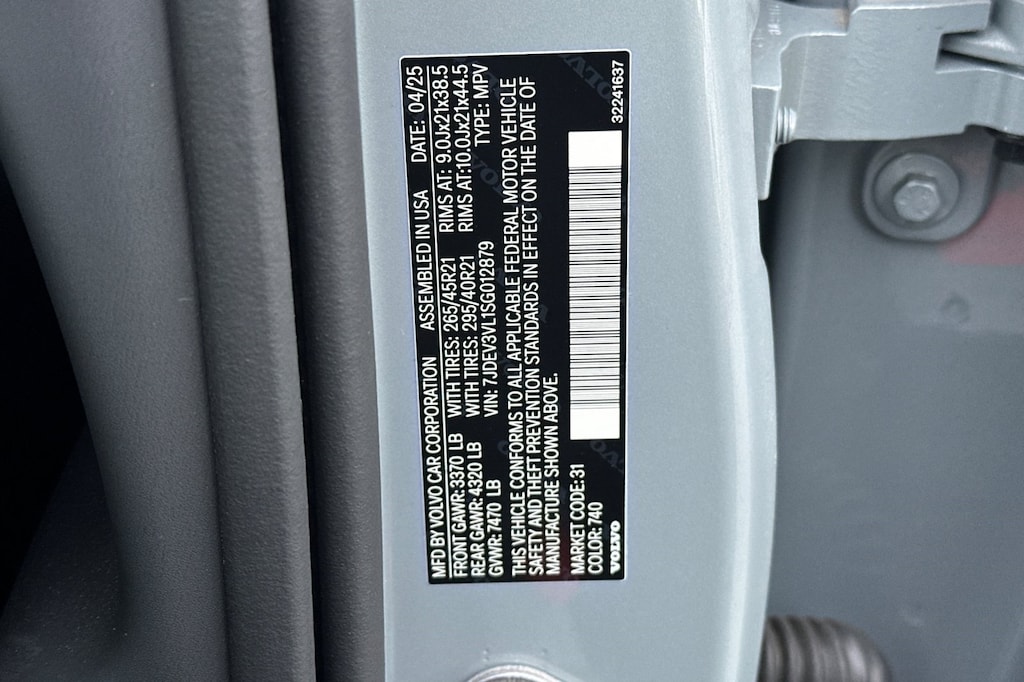 MFD BY VOLVO CAR CORPORATION ASSEMBLED IN USA DATE: 04/25
FRONT GAWR: 3370 LB WITH TIRES: 265/45R21 RIMS AT: 9.0Jx21x38.5
REAR GAWR: 4320 LB WITH TIRES: 295/40R21 RIMS AT:10.0Jx21x44.5
GVWR: 7470 LB VIN: 7JDEV3VL1SG012879 TYPE: MPV
THIS VEHICLE CONFORMS TO ALL APPLICABLE FEDERAL MOTOR VEHICLE
SAFETY AND THEFT PREVENTION STANDARDS IN EFFECT ON THE DATE OF
MANUFACTURE SHOWN ABOVE.
MARKET CODE: 31
COLOR: 740
VOLVO 32241637